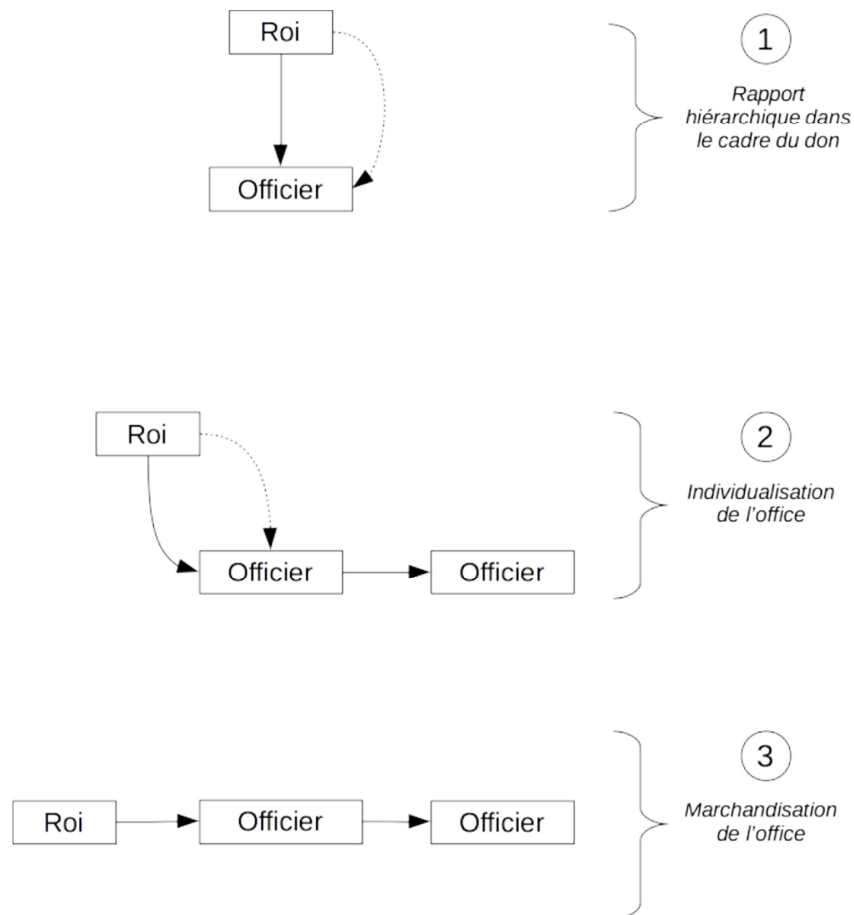 Roi
1
Rapport
hiérarchique dans
le cadre du don
Officier
Roi
2
Individualisation
de l'office
Officier
Officier
3
Marchandisation
de l'office
Roi
Officier
Officier